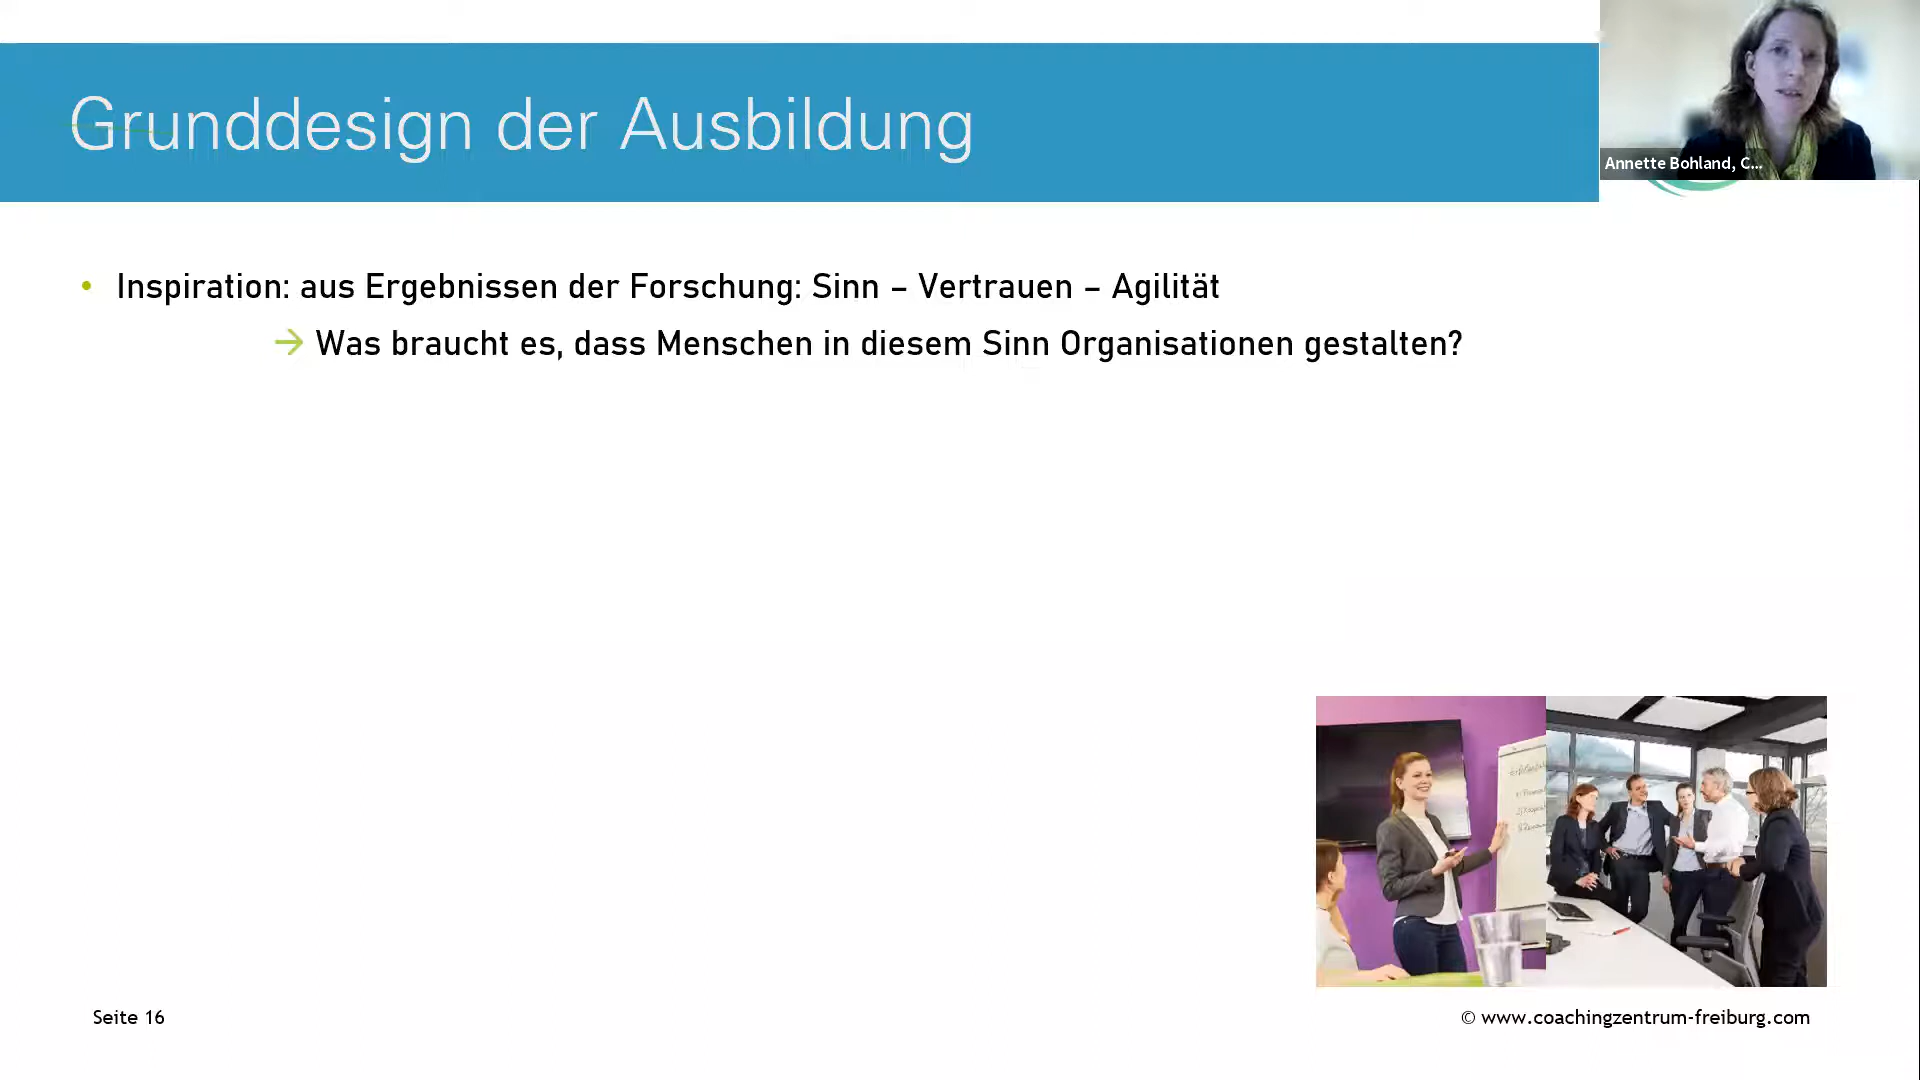 Grunddesign der Ausbildung
Annette Bohland, C...
• Inspiration: aus Ergebnissen der Forschung: Sinn – Vertrauen – Agilität
→ Was braucht es, dass Menschen in diesem Sinn Organisationen gestalten?
Seite 16
© www.coachingzentrum-freiburg.com